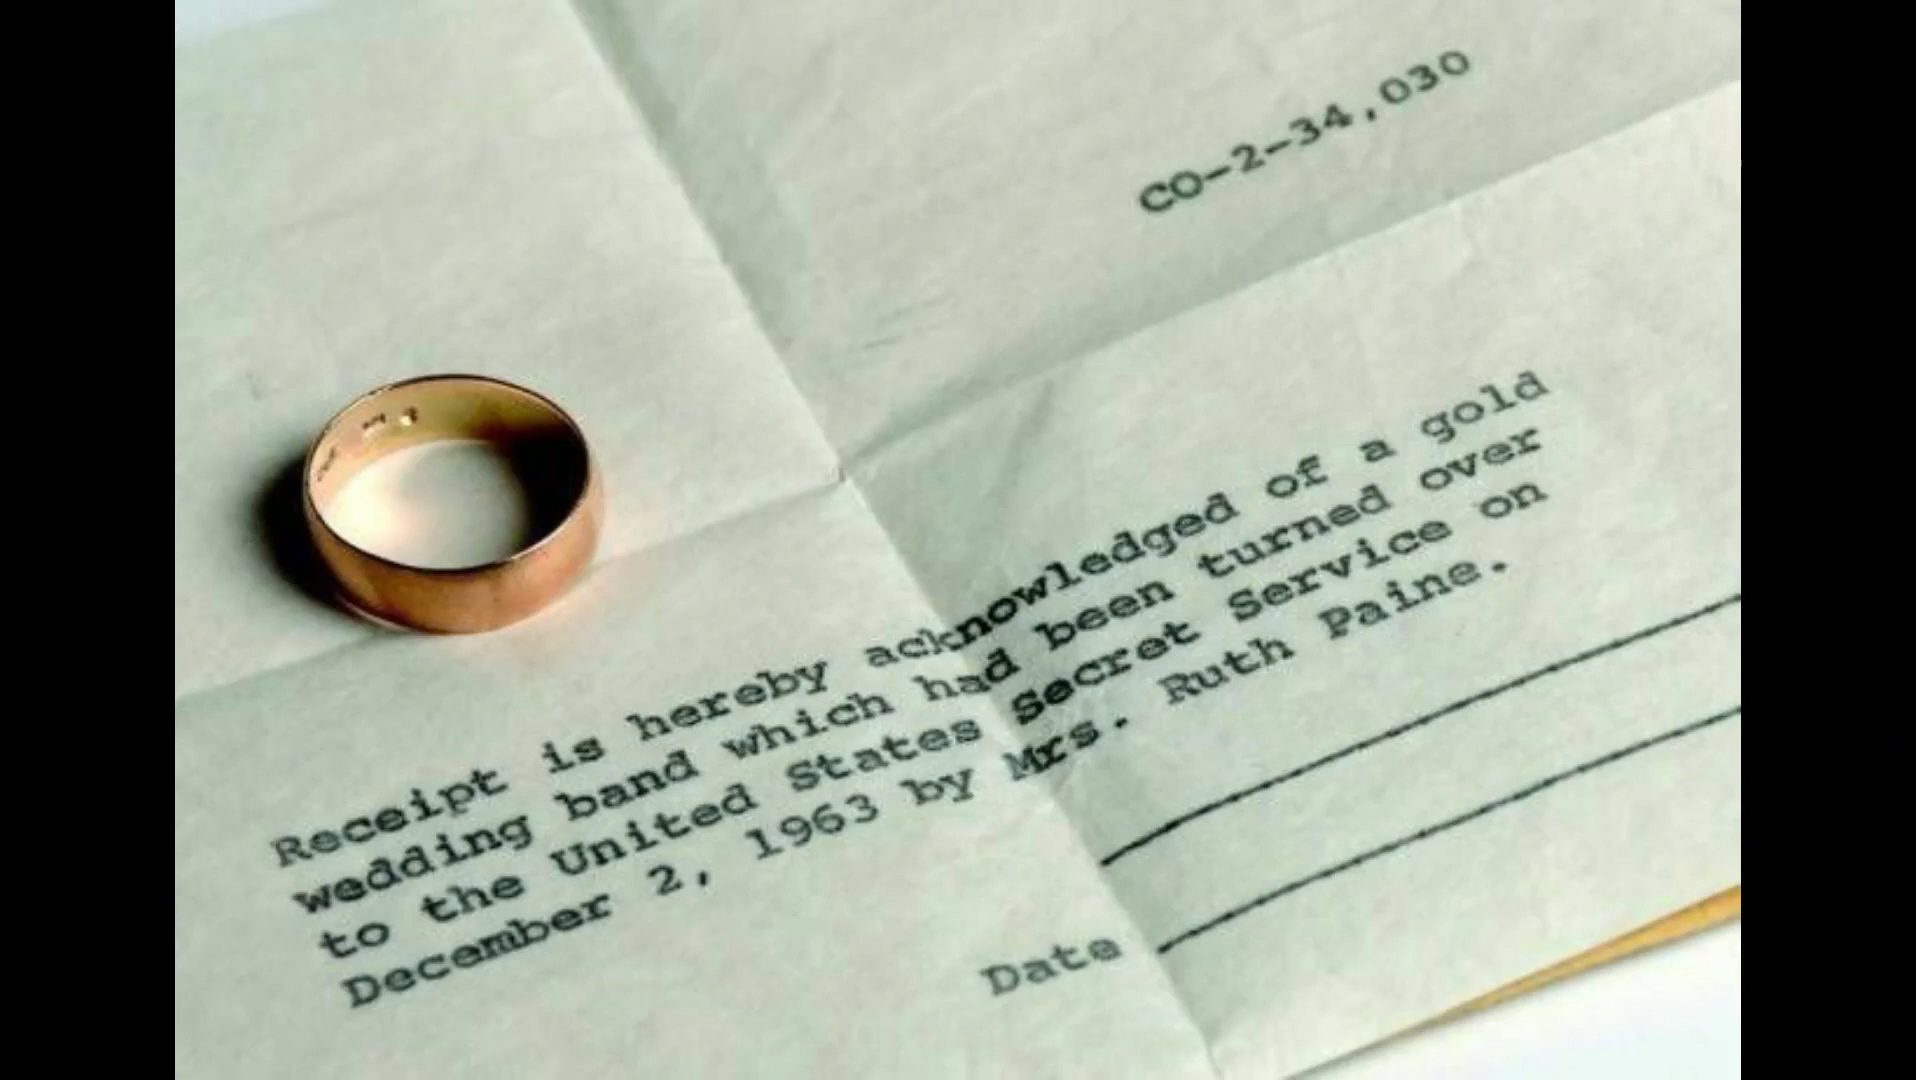 CO-2-34,030
Receipt is hereby acknowledged of a gold
wedding band which had been turned over
to the United States Secret Service on
December 2, 1963 by Mrs. Ruth Paine.
Date